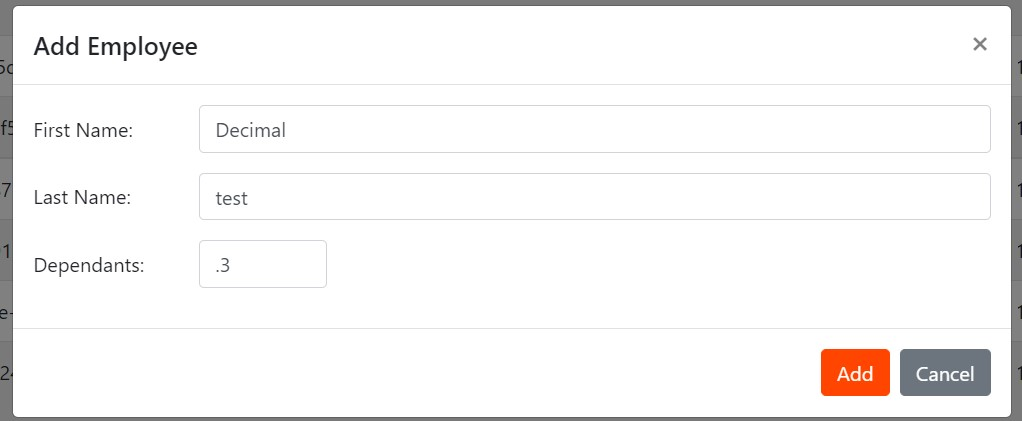 Add Employee ×
First Name: Decimal
Last Name: test
Dependants: .3
Add Cancel